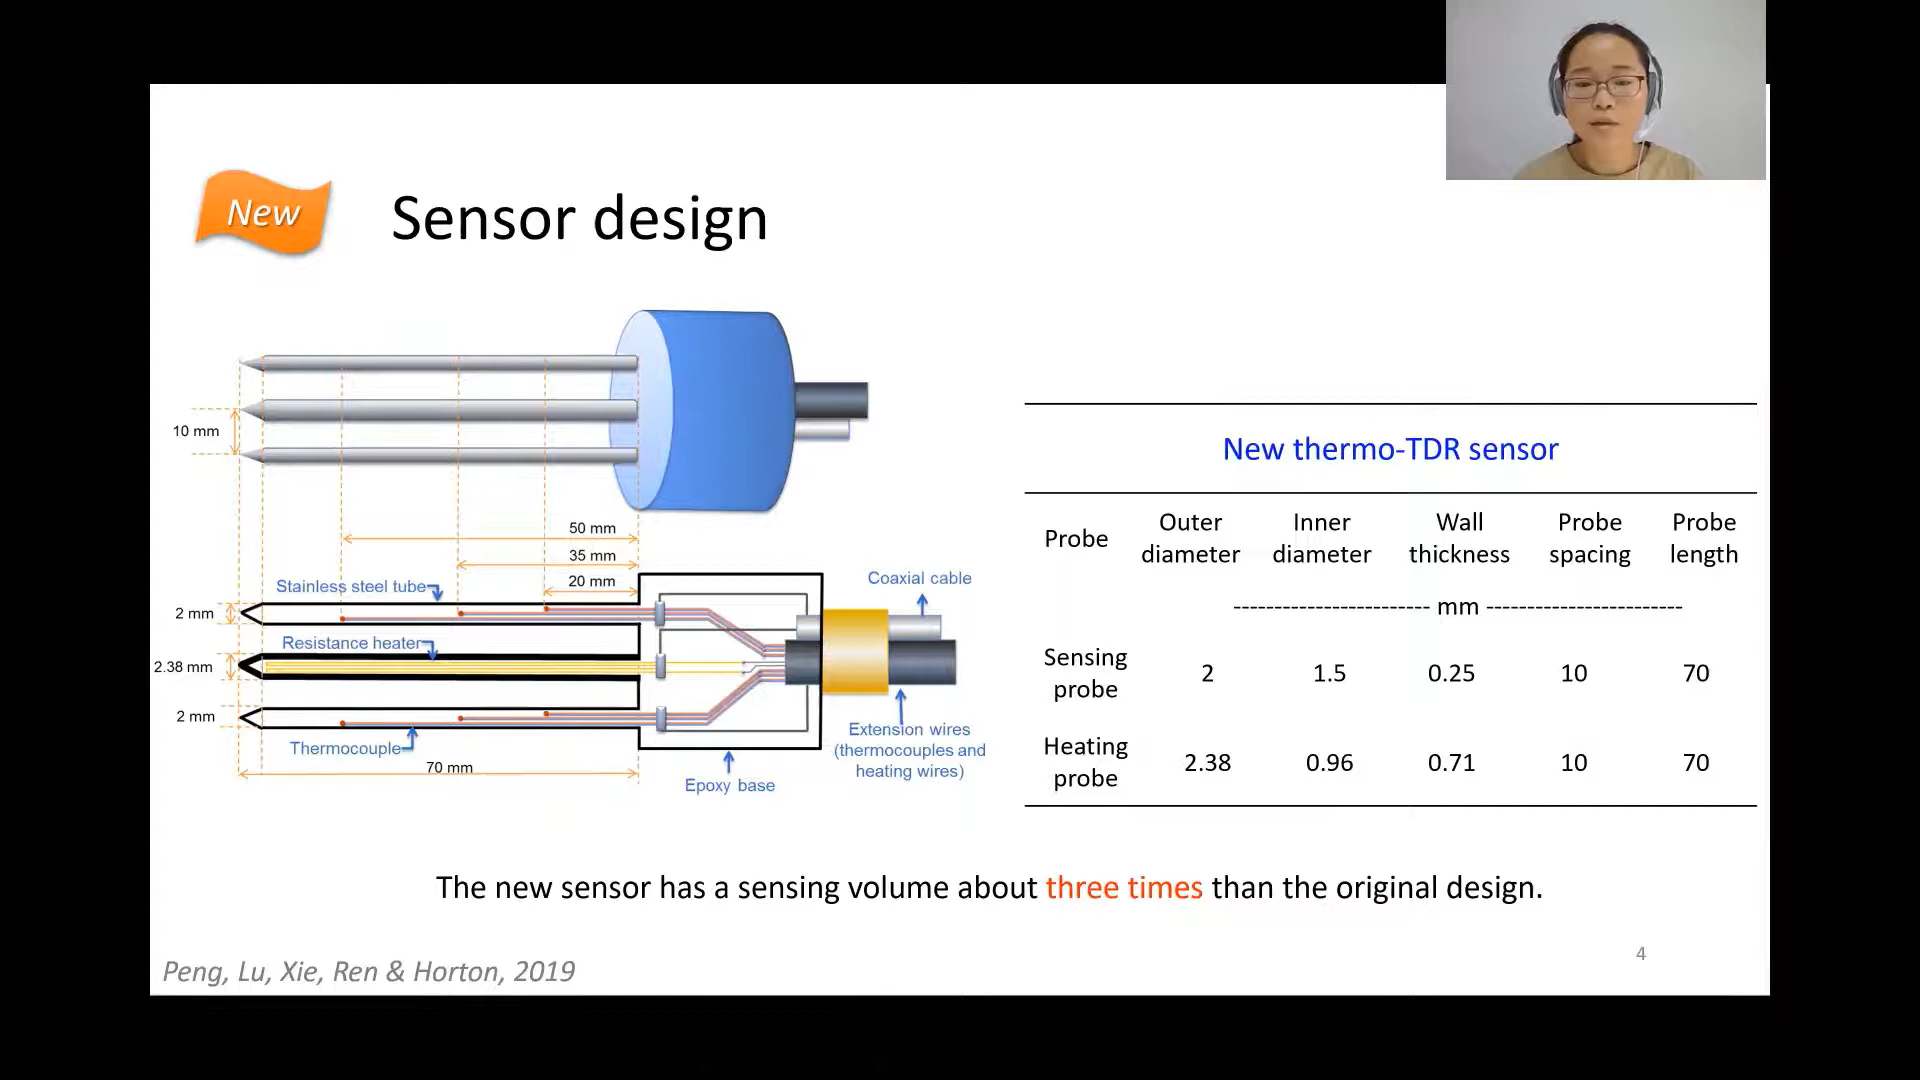 New
Sensor design
10 mm
50 mm
35 mm
20 mm
Stainless steel tube
2 mm
Resistance heater
2.38 mm
2 mm
Thermocouple
70 mm
Coaxial cable
Extension wires
(thermocouples and
heating wires)
Epoxy base
New thermo-TDR sensor
Probe Outer diameter Inner diameter Wall thickness Probe spacing Probe length
------------------------ mm ------------------------
Sensing probe 2 1.5 0.25 10 70
Heating probe 2.38 0.96 0.71 10 70
The new sensor has a sensing volume about three times than the original design.
Peng, Lu, Xie, Ren & Horton, 2019
4